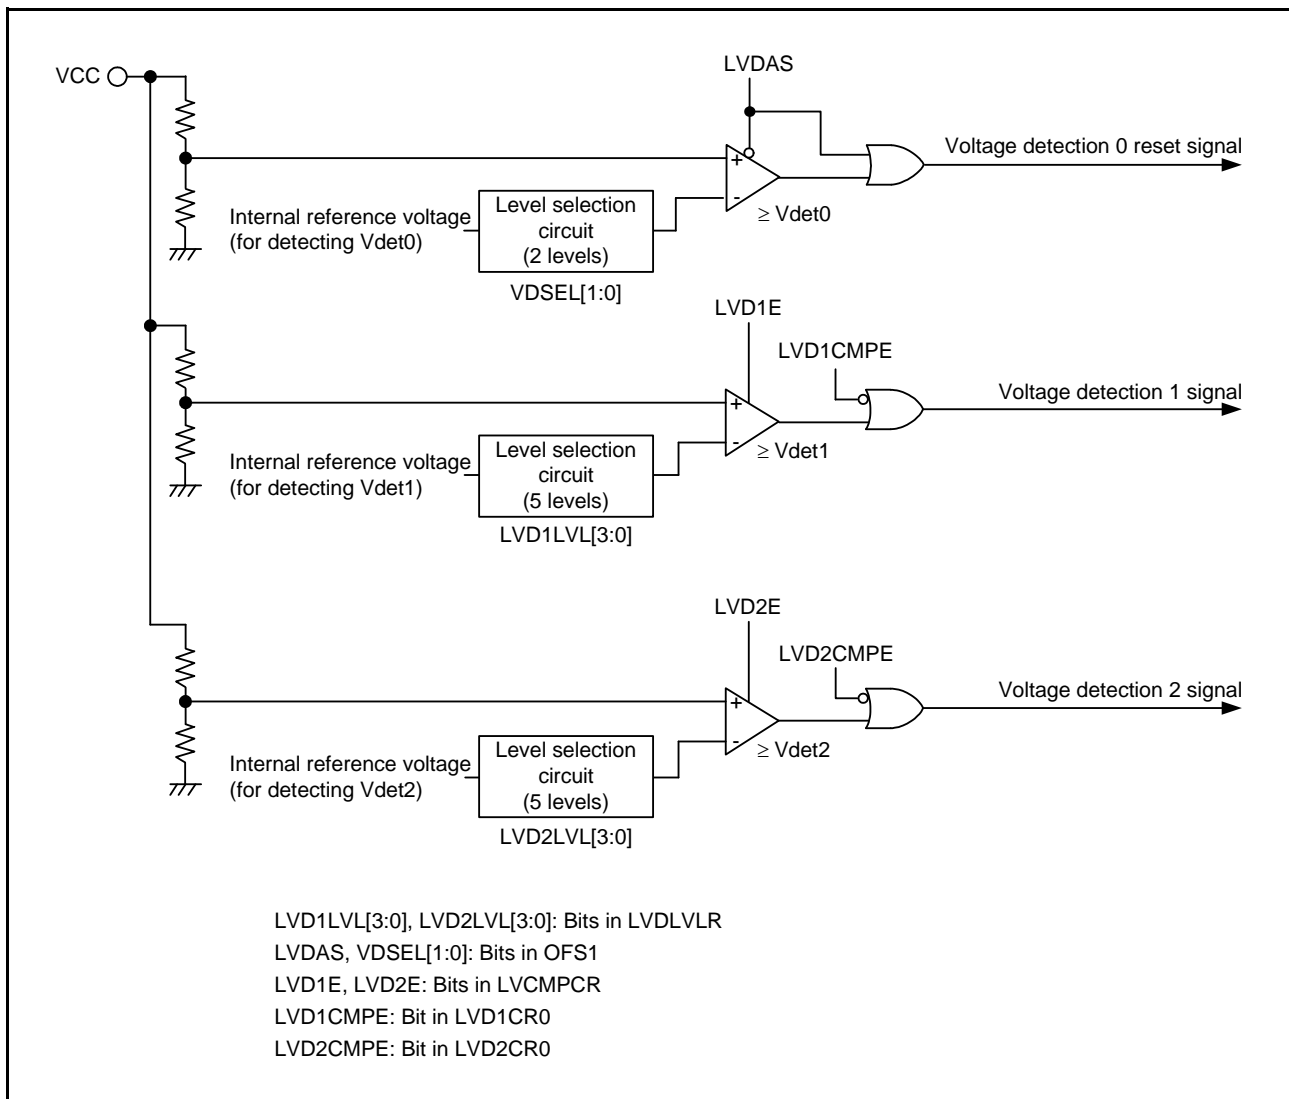 VCC
LVDAS
+
-
≥ Vdet0
Voltage detection 0 reset signal
Internal reference voltage
(for detecting Vdet0)
Level selection
circuit
(2 levels)
VDSEL[1:0]
LVD1E
LVD1CMPE
+
-
≥ Vdet1
Voltage detection 1 signal
Internal reference voltage
(for detecting Vdet1)
Level selection
circuit
(5 levels)
LVD1LVL[3:0]
LVD2E
LVD2CMPE
+
-
≥ Vdet2
Voltage detection 2 signal
Internal reference voltage
(for detecting Vdet2)
Level selection
circuit
(5 levels)
LVD2LVL[3:0]
LVD1LVL[3:0], LVD2LVL[3:0]: Bits in LVDLVLR
LVDAS, VDSEL[1:0]: Bits in OFS1
LVD1E, LVD2E: Bits in LVCMPCR
LVD1CMPE: Bit in LVD1CR0
LVD2CMPE: Bit in LVD2CR0